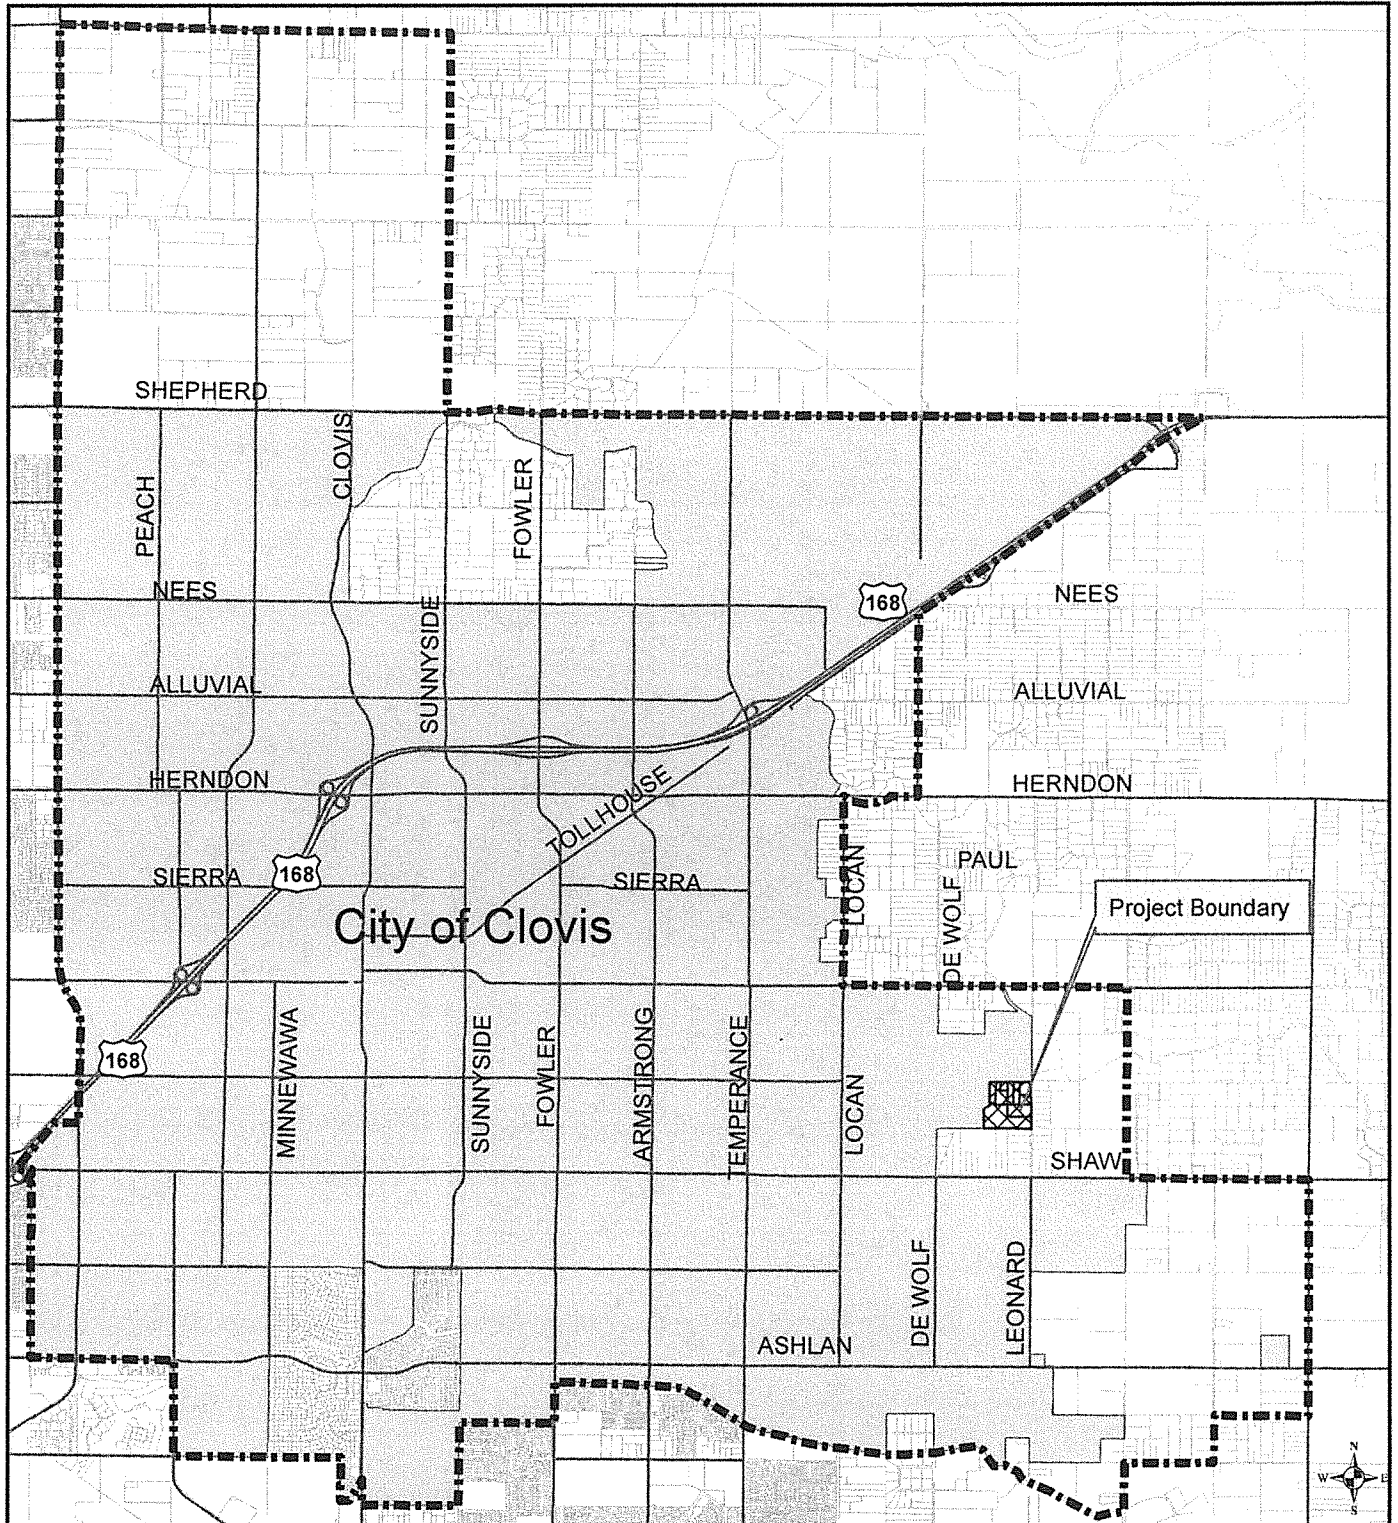 SHEPHERD
CLOVIS
PEACH
FOWLER
NEES
168
NEES
SUNNYSIDE
ALLUVIAL
ALLUVIAL
HERNDON
HERNDON
TOLLHOUSE
SIERRA
168
SIERRA
LOCAN
PAUL
DE WOLF
Project Boundary
City of Clovis
168
MINNEWAWA
SUNNYSIDE
FOWLER
ARMSTRONG
TEMPERANCE
LOCAN
SHAW
DE WOLF
LEONARD
ASHLAN
N
W
E
S